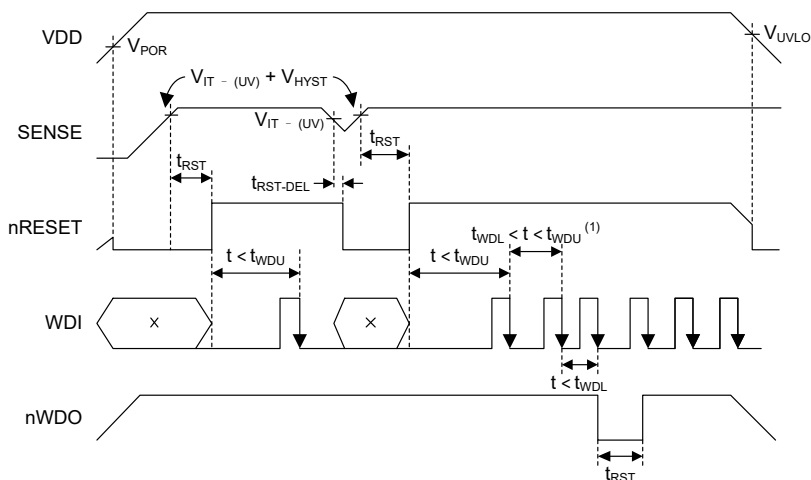 VDD
V_POR
V_UVLO
V_IT − (UV) + V_HYST
SENSE
V_IT − (UV)
t_RST
t_RST
t_RST-DEL
nRESET
t_WDL < t < t_WDU (1)
t < t_WDU
t < t_WDU
WDI
×
×
t < t_WDL
nWDO
t_RST